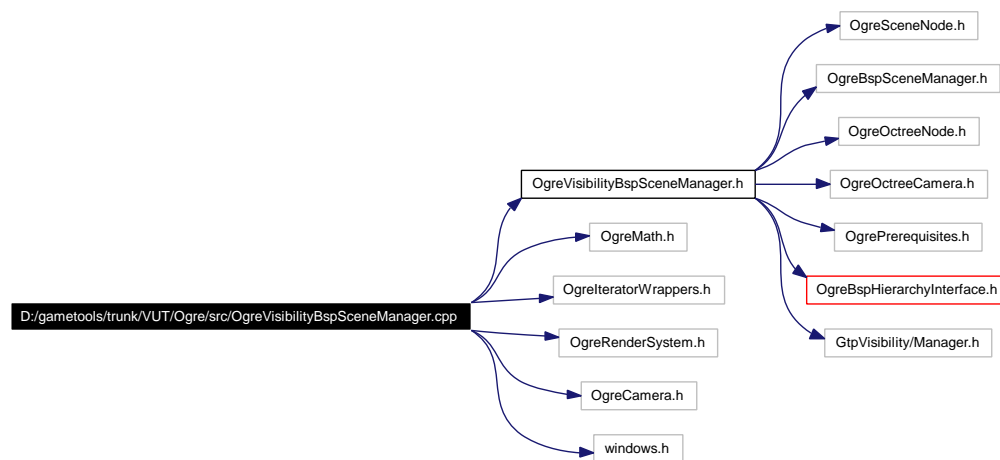 OgreSceneNode.h
OgreBspSceneManager.h
OgreOctreeNode.h
OgreVisibilityBspSceneManager.h
OgreOctreeCamera.h
OgreMath.h
OgrePrerequisites.h
OgreIteratorWrappers.h
OgreBspHierarchyInterface.h
D:/gametools/trunk/VUT/Ogre/src/OgreVisibilityBspSceneManager.cpp
OgreRenderSystem.h
GtpVisibility/Manager.h
OgreCamera.h
windows.h